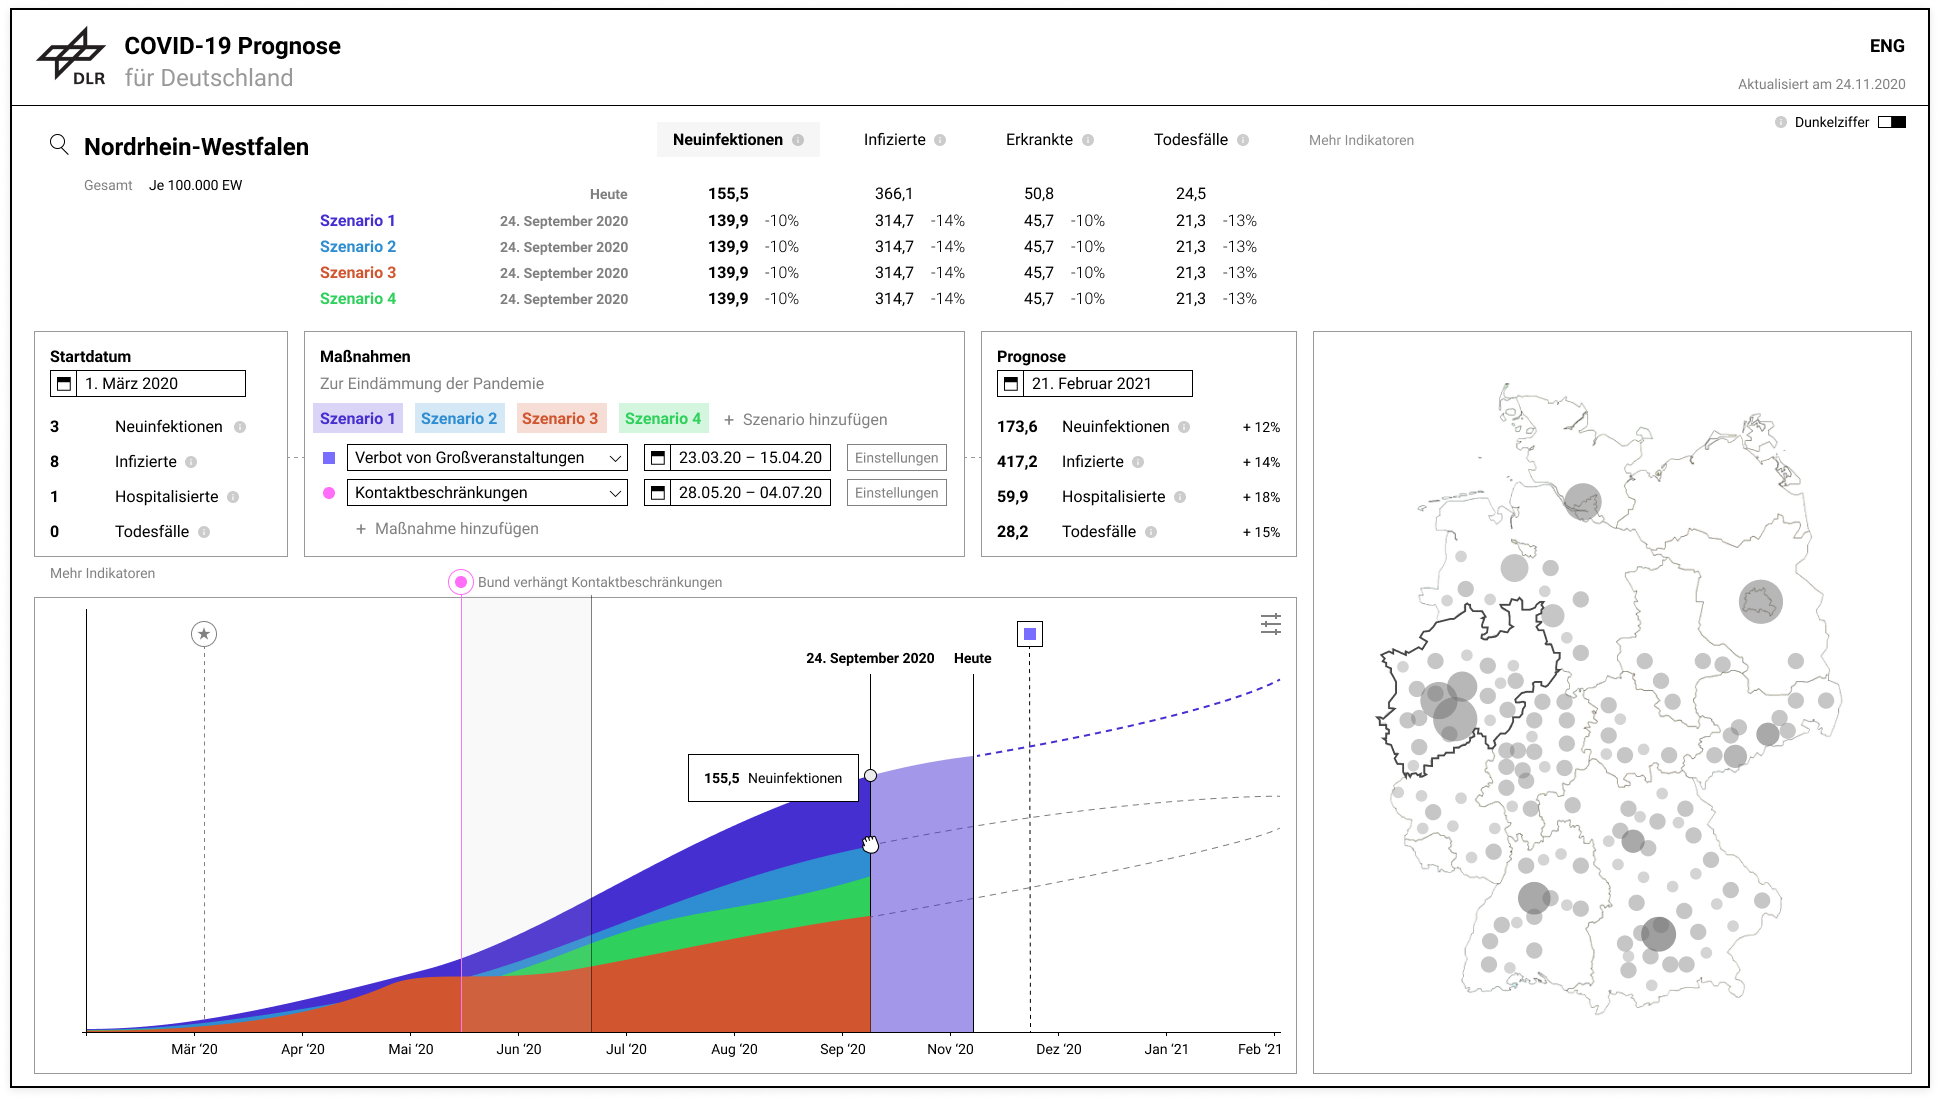 DLR
COVID-19 Prognose
für Deutschland
ENG
Aktualisiert am 24.11.2020
Dunkelziffer
Nordrhein-Westfalen
Gesamt Je 100.000 EW
Neuinfektionen Infizierte Erkrankte Todesfälle Mehr Indikatoren
Heute 155,5 366,1 50,8 24,5
Szenario 1 24. September 2020 139,9 -10% 314,7 -14% 45,7 -10% 21,3 -13%
Szenario 2 24. September 2020 139,9 -10% 314,7 -14% 45,7 -10% 21,3 -13%
Szenario 3 24. September 2020 139,9 -10% 314,7 -14% 45,7 -10% 21,3 -13%
Szenario 4 24. September 2020 139,9 -10% 314,7 -14% 45,7 -10% 21,3 -13%
Startdatum
1. März 2020
3 Neuinfektionen
8 Infizierte
1 Hospitalisierte
0 Todesfälle
Mehr Indikatoren
Maßnahmen
Zur Eindämmung der Pandemie
Szenario 1 Szenario 2 Szenario 3 Szenario 4 + Szenario hinzufügen
Verbot von Großveranstaltungen 23.03.20 – 15.04.20 Einstellungen
Kontaktbeschränkungen 28.05.20 – 04.07.20 Einstellungen
+ Maßnahme hinzufügen
Prognose
21. Februar 2021
173,6 Neuinfektionen + 12%
417,2 Infizierte + 14%
59,9 Hospitalisierte + 18%
28,2 Todesfälle + 15%
Bund verhängt Kontaktbeschränkungen
24. September 2020 Heute
155,5 Neuinfektionen
Mär ‘20 Apr ‘20 Mai ‘20 Jun ‘20 Jul ‘20 Aug ‘20 Sep ‘20 Nov ‘20 Dez ‘20 Jan ‘21 Feb ‘21